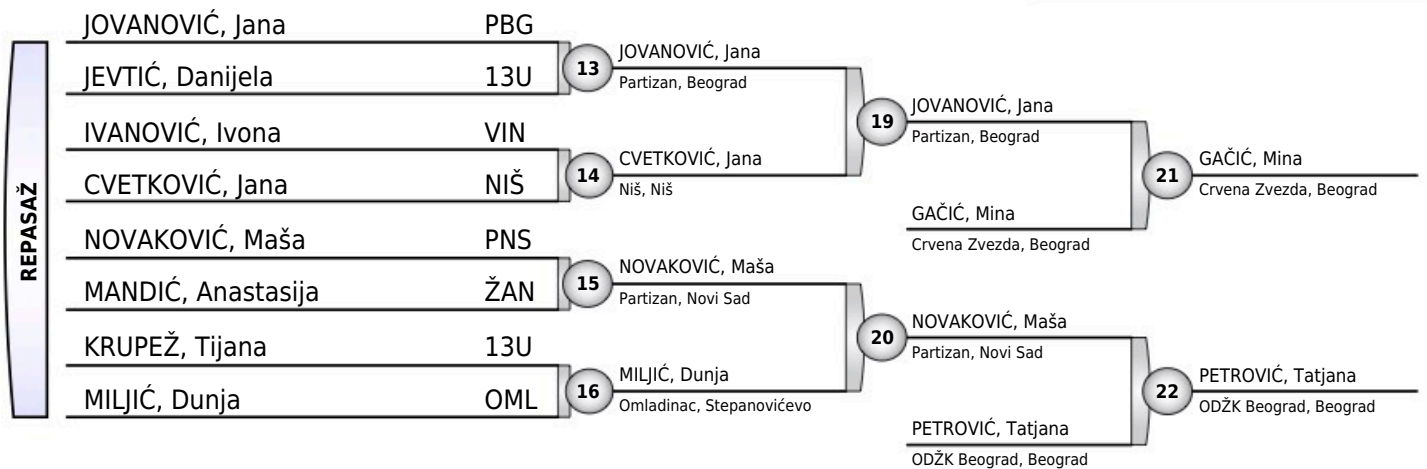 REPASAŽ
JOVANOVIĆ, Jana PBG
JEVTIĆ, Danijela 13U
IVANOVIĆ, Ivona VIN
CVETKOVIĆ, Jana NIŠ
NOVAKOVIĆ, Maša PNS
MANDIĆ, Anastasija ŽAN
KRUPEŽ, Tijana 13U
MILJIĆ, Dunja OML
13
JOVANOVIĆ, Jana
Partizan, Beograd
14
CVETKOVIĆ, Jana
Niš, Niš
15
NOVAKOVIĆ, Maša
Partizan, Novi Sad
16
MILJIĆ, Dunja
Omladinac, Stepanovićevo
19
JOVANOVIĆ, Jana
Partizan, Beograd
GAČIĆ, Mina
Crvena Zvezda, Beograd
20
NOVAKOVIĆ, Maša
Partizan, Novi Sad
PETROVIĆ, Tatjana
ODŽK Beograd, Beograd
21
GAČIĆ, Mina
Crvena Zvezda, Beograd
22
PETROVIĆ, Tatjana
ODŽK Beograd, Beograd